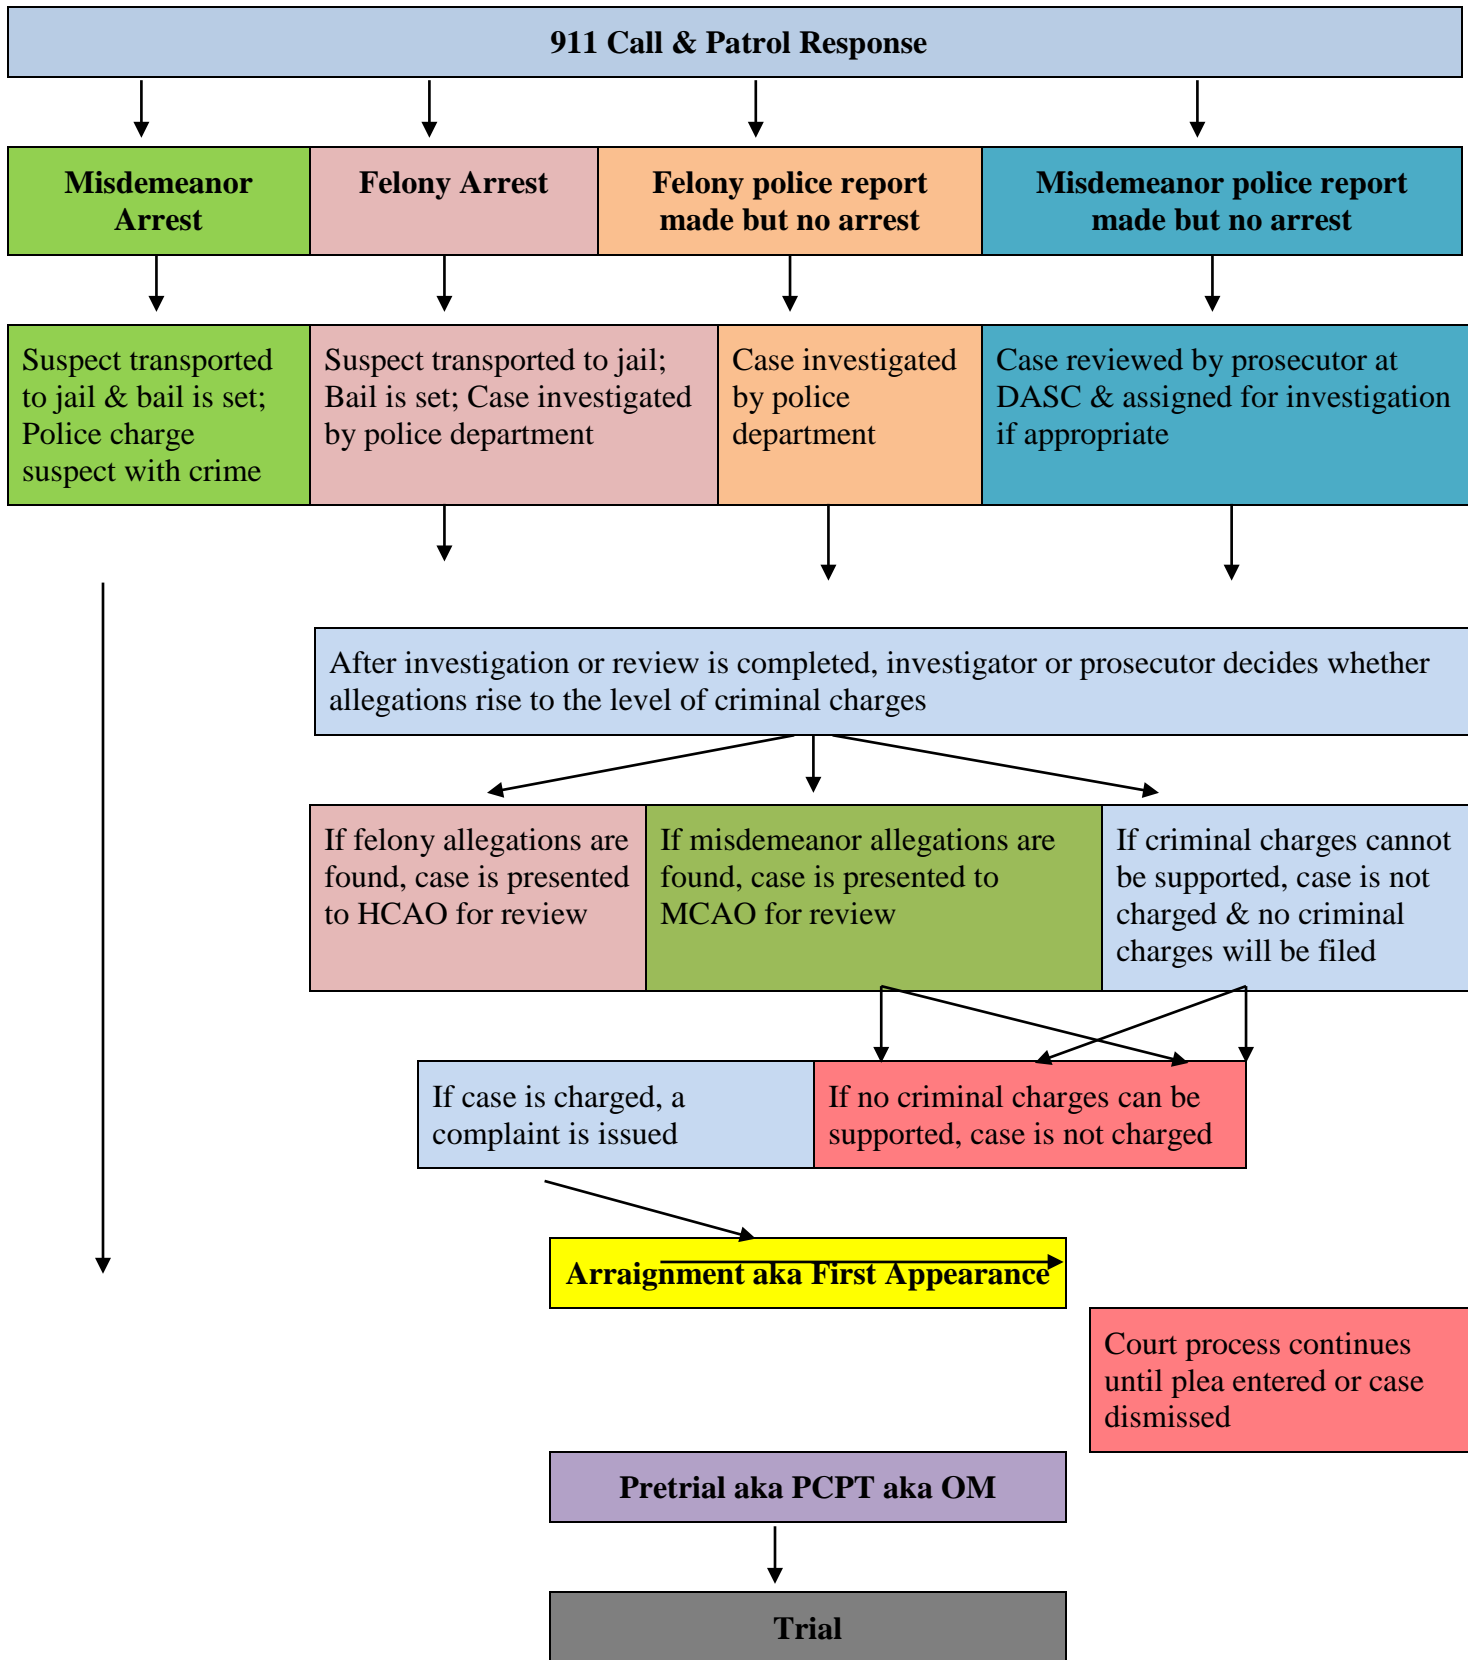 911 Call & Patrol Response
Misdemeanor
Arrest
Felony Arrest
Felony police report
made but no arrest
Misdemeanor police report
made but no arrest
Suspect transported
to jail & bail is set;
Police charge
suspect with crime
Suspect transported to jail;
Bail is set; Case investigated
by police department
Case investigated
by police
department
Case reviewed by prosecutor at
DASC & assigned for investigation
if appropriate
After investigation or review is completed, investigator or prosecutor decides whether
allegations rise to the level of criminal charges
If felony allegations are
found, case is presented
to HCAO for review
If misdemeanor allegations are
found, case is presented to
MCAO for review
If criminal charges cannot
be supported, case is not
charged & no criminal
charges will be filed
If case is charged, a
complaint is issued
If no criminal charges can be
supported, case is not charged
Arraignment aka First Appearance
Court process continues
until plea entered or case
dismissed
Pretrial aka PCPT aka OM
Trial